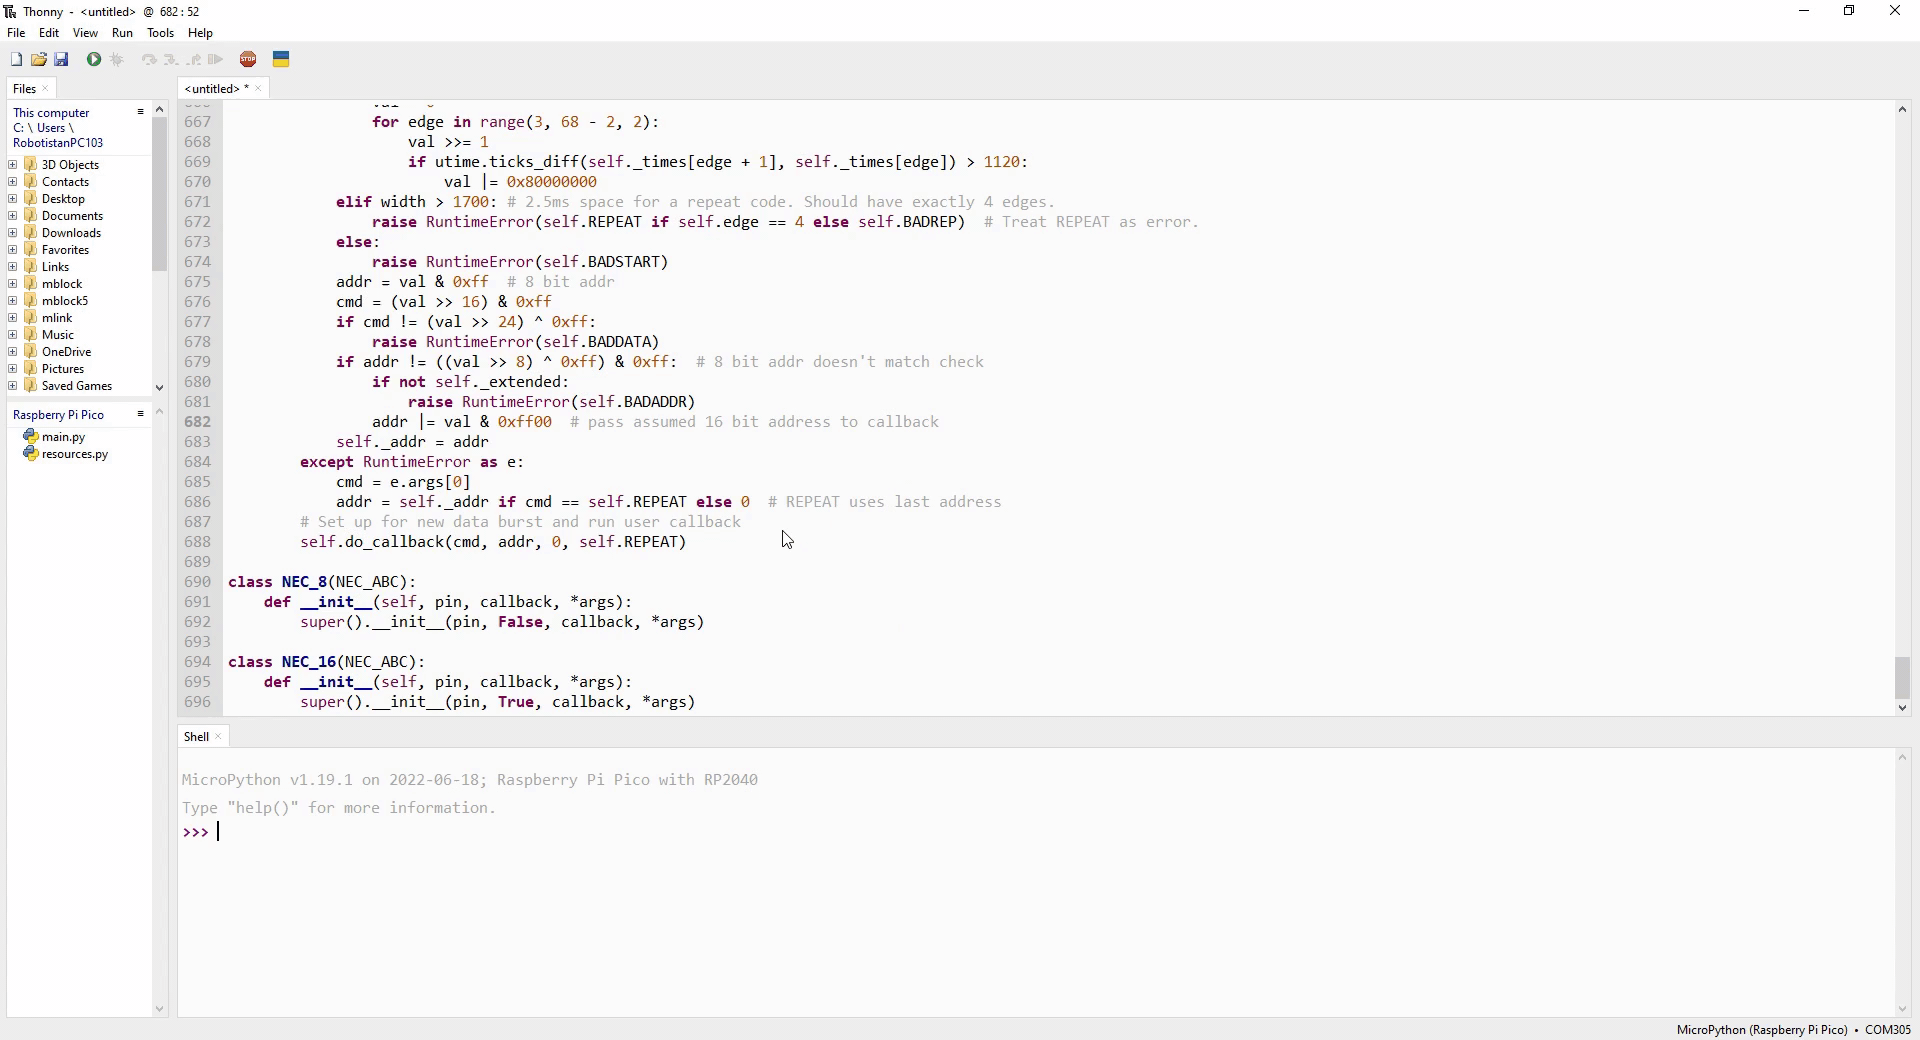 Thonny - <untitled> @ 682:52
File Edit View Run Tools Help
STOP
Files
This computer
C: \ Users \
RobotistanPC103
3D Objects
Contacts
Desktop
Documents
Downloads
Favorites
Links
mblock
mblock5
mlink
Music
OneDrive
Pictures
Saved Games
Raspberry Pi Pico
main.py
resources.py
<untitled> *
667 for edge in range(3, 68 - 2, 2):
668 val >>= 1
669 if utime.ticks_diff(self._times[edge + 1], self._times[edge]) > 1120:
670 val |= 0x80000000
671 elif width > 1700: # 2.5ms space for a repeat code. Should have exactly 4 edges.
672 raise RuntimeError(self.REPEAT if self.edge == 4 else self.BADREP)  # Treat REPEAT as error.
673 else:
674 raise RuntimeError(self.BADSTART)
675 addr = val & 0xff  # 8 bit addr
676 cmd = (val >> 16) & 0xff
677 if cmd != (val >> 24) ^ 0xff:
678 raise RuntimeError(self.BADDATA)
679 if addr != ((val >> 8) ^ 0xff) & 0xff:  # 8 bit addr doesn't match check
680 if not self._extended:
681 raise RuntimeError(self.BADADDR)
682 addr |= val & 0xff00  # pass assumed 16 bit address to callback
683 self._addr = addr
684 except RuntimeError as e:
685 cmd = e.args[0]
686 addr = self._addr if cmd == self.REPEAT else 0  # REPEAT uses last address
687 # Set up for new data burst and run user callback
688 self.do_callback(cmd, addr, 0, self.REPEAT)
689
690 class NEC_8(NEC_ABC):
691 def __init__(self, pin, callback, *args):
692 super().__init__(pin, False, callback, *args)
693
694 class NEC_16(NEC_ABC):
695 def __init__(self, pin, callback, *args):
696 super().__init__(pin, True, callback, *args)
Shell
MicroPython v1.19.1 on 2022-06-18; Raspberry Pi Pico with RP2040
Type "help()" for more information.
>>>
MicroPython (Raspberry Pi Pico) • COM305